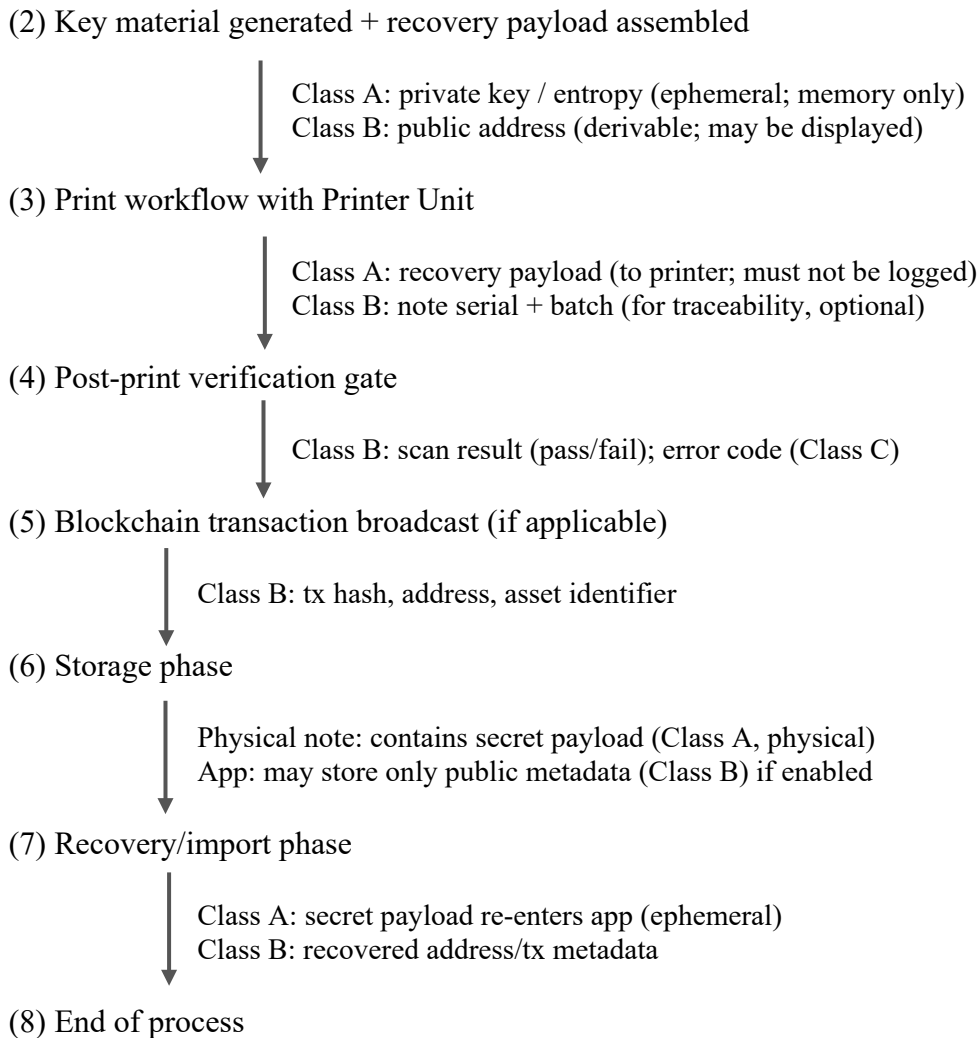 (2) Key material generated + recovery payload assembled
Class A: private key / entropy (ephemeral; memory only)
Class B: public address (derivable; may be displayed)
(3) Print workflow with Printer Unit
Class A: recovery payload (to printer; must not be logged)
Class B: note serial + batch (for traceability, optional)
(4) Post-print verification gate
Class B: scan result (pass/fail); error code (Class C)
(5) Blockchain transaction broadcast (if applicable)
Class B: tx hash, address, asset identifier
(6) Storage phase
Physical note: contains secret payload (Class A, physical)
App: may store only public metadata (Class B) if enabled
(7) Recovery/import phase
Class A: secret payload re-enters app (ephemeral)
Class B: recovered address/tx metadata
(8) End of process